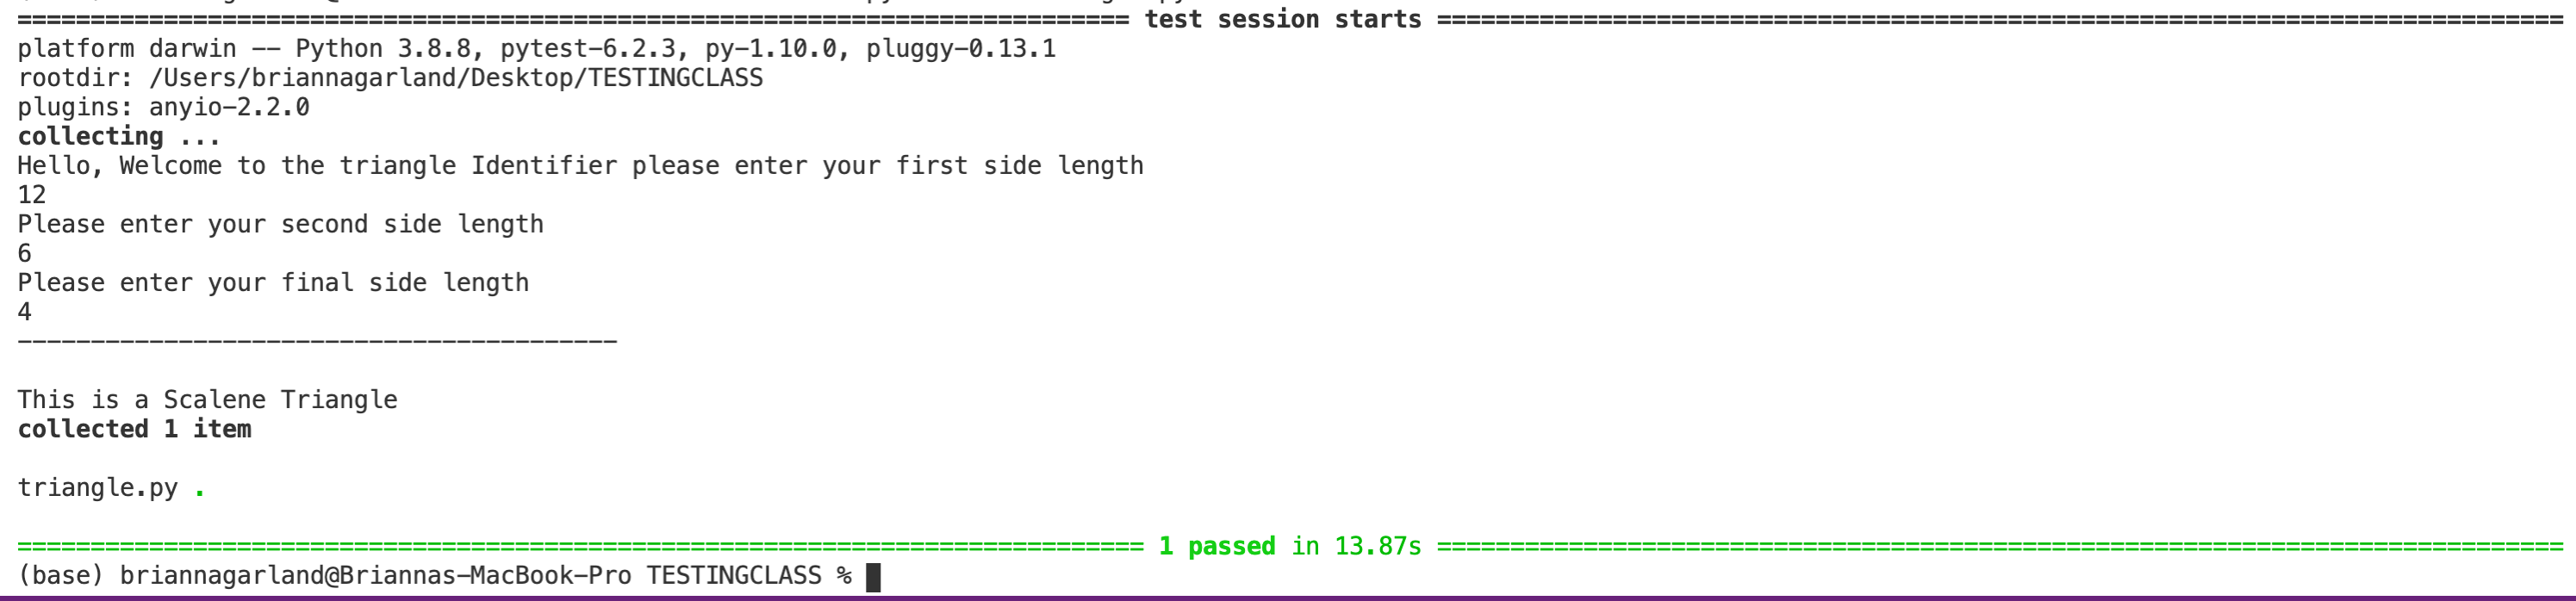 ============================================================================ test session starts =============================================================================
platform darwin -- Python 3.8.8, pytest-6.2.3, py-1.10.0, pluggy-0.13.1
rootdir: /Users/briannagarland/Desktop/TESTINGCLASS
plugins: anyio-2.2.0
collecting ...
Hello, Welcome to the triangle Identifier please enter your first side length
12
Please enter your second side length
6
Please enter your final side length
4
-----------------------------------------
This is a Scalene Triangle
collected 1 item
triangle.py .
============================================================================= 1 passed in 13.87s =============================================================================
(base) briannagarland@Briannas-MacBook-Pro TESTINGCLASS %